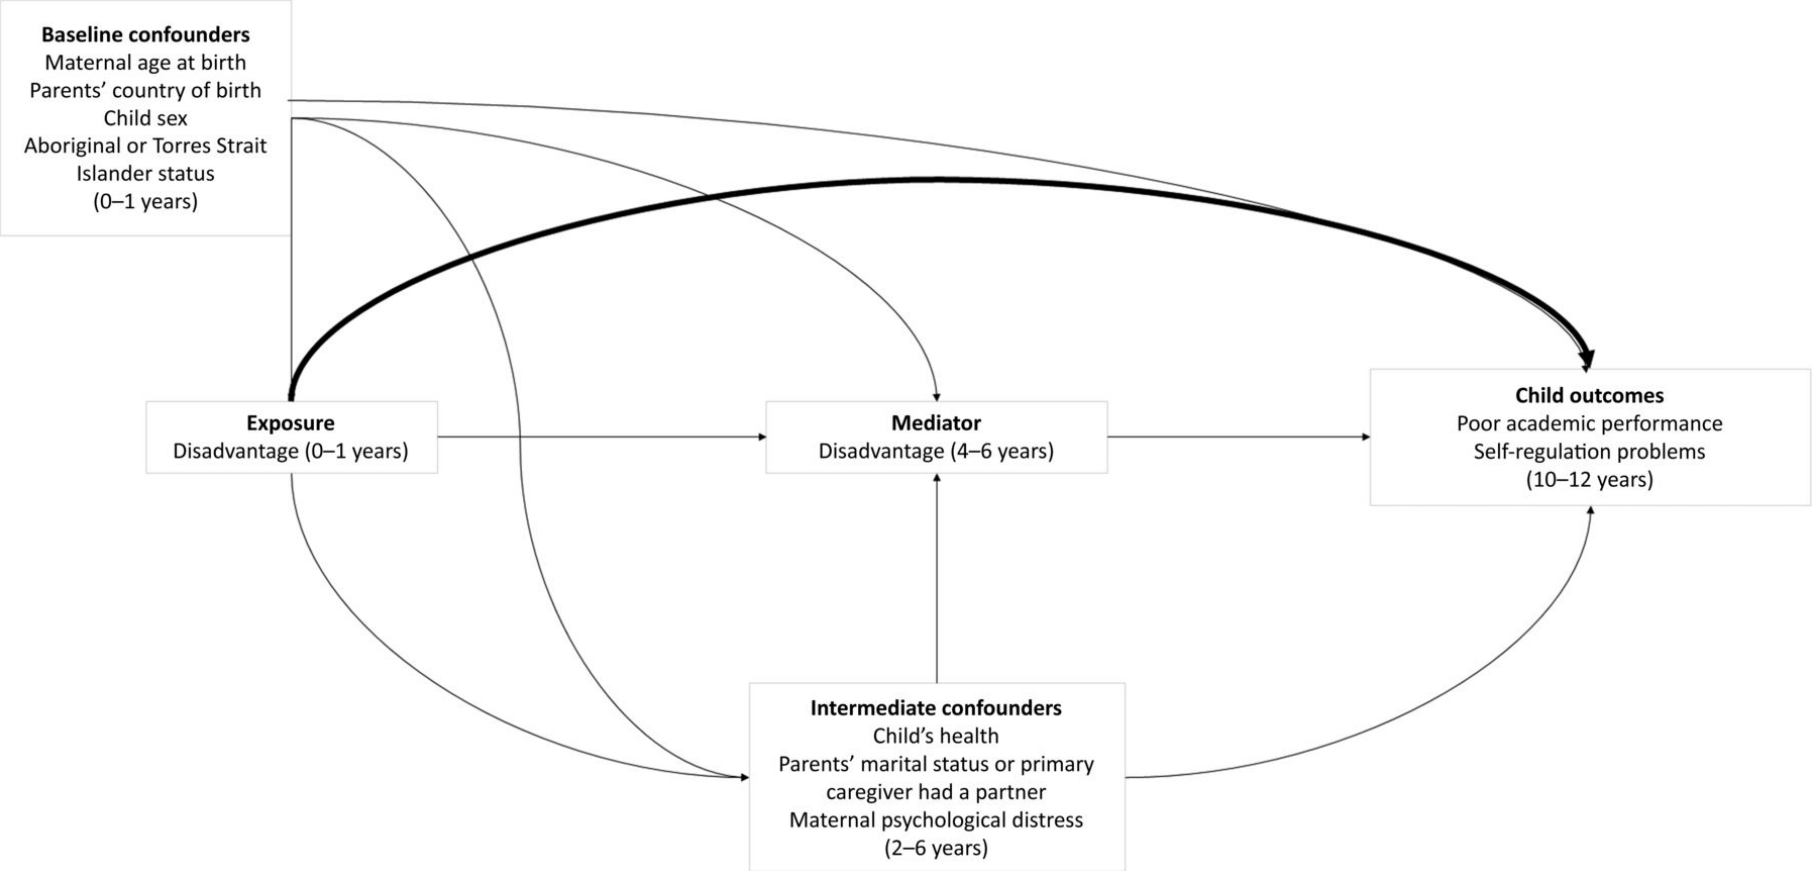 Baseline confounders
Maternal age at birth
Parents’ country of birth
Child sex
Aboriginal or Torres Strait
Islander status
(0–1 years)
Exposure
Disadvantage (0–1 years)
Mediator
Disadvantage (4–6 years)
Child outcomes
Poor academic performance
Self-regulation problems
(10–12 years)
Intermediate confounders
Child’s health
Parents’ marital status or primary
caregiver had a partner
Maternal psychological distress
(2–6 years)